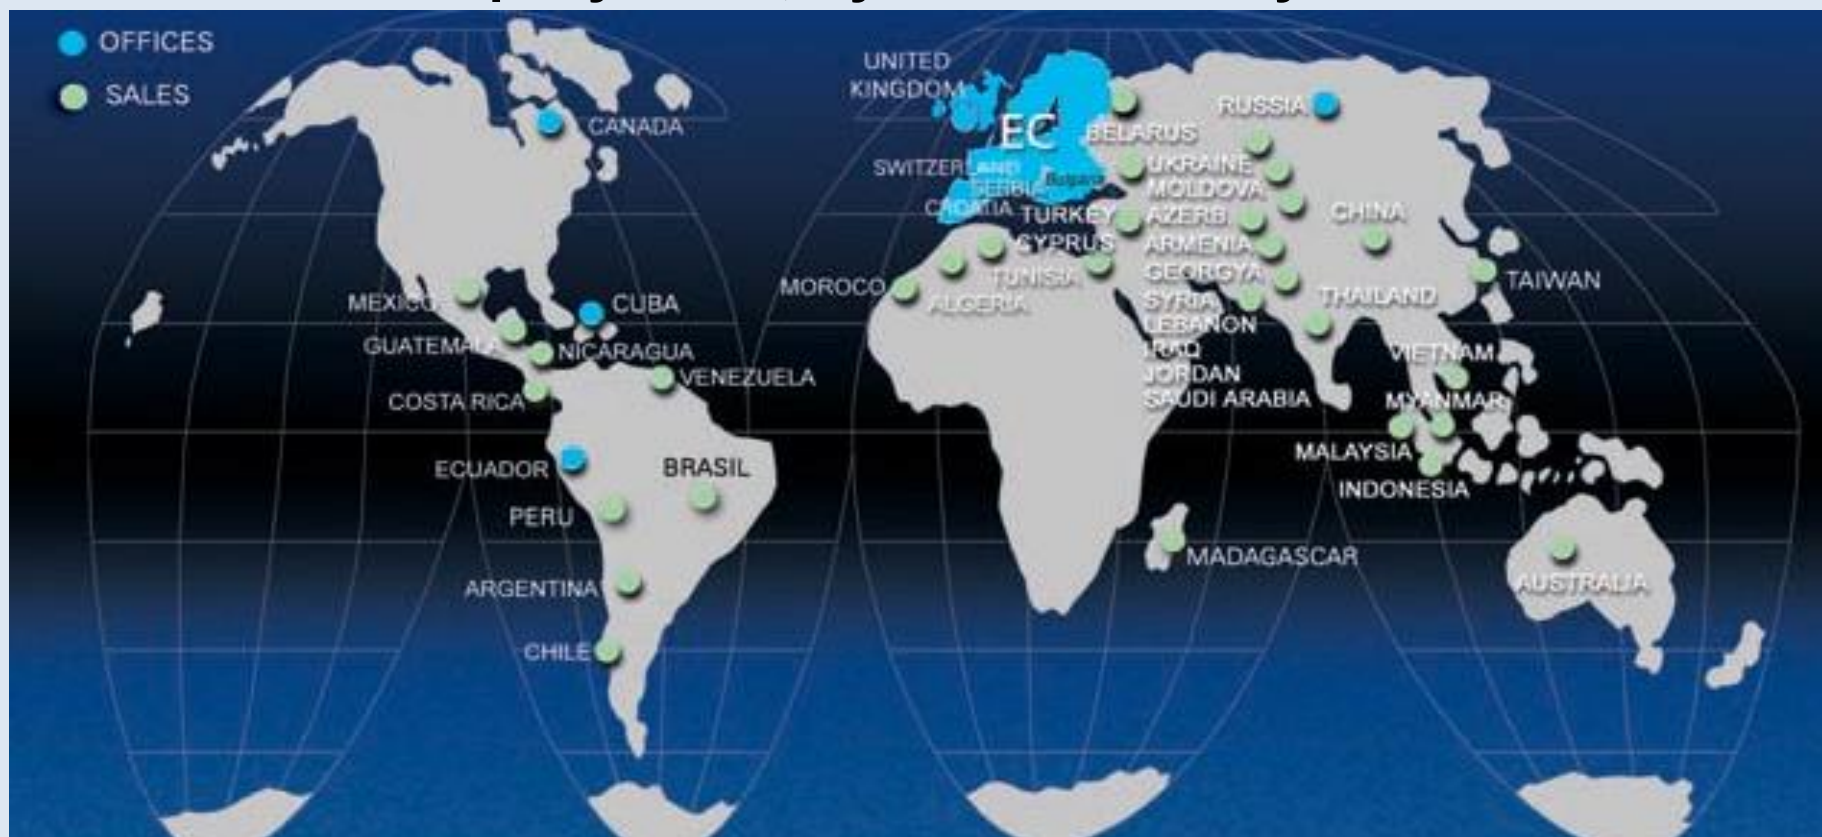 OFFICES
SALES
CANADA
UNITED
KINGDOM
EC
RUSSIA
BELARUS
SWITZERLAND
UKRAINE
SERBIA
Bulgaria
MOLDOVA
CROATIA
TURKEY
AZERB.
CHINA
CYPRUS
ARMENIA
MOROCO
TUNISIA
GEORGYA
TAIWAN
ALGERIA
SYRIA
THAILAND
MEXICO
CUBA
LEBANON
GUATEMALA
NICARAGUA
IRAQ
VIETNAM
VENEZUELA
JORDAN
COSTA RICA
SAUDI ARABIA
MYANMAR
MALAYSIA
ECUADOR
BRASIL
INDONESIA
PERU
MADAGASCAR
ARGENTINA
AUSTRALIA
CHILE